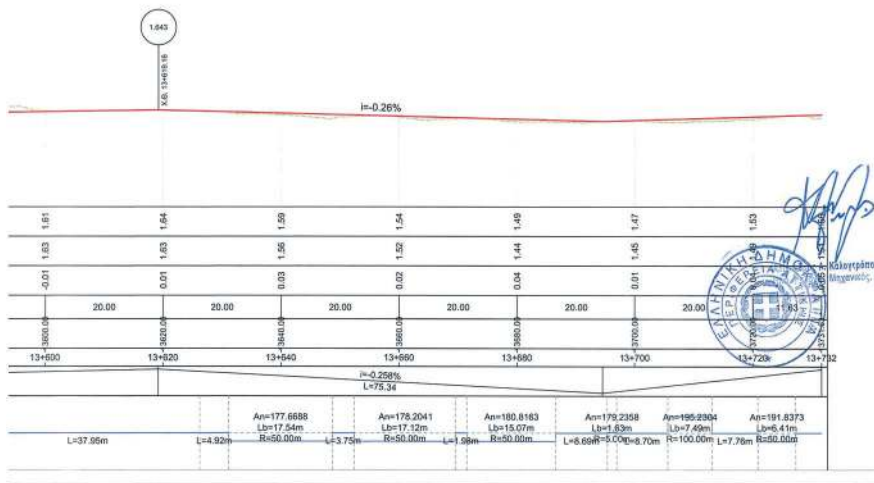 1.643
i=-0.26%
1.61 1.64 1.59 1.54 1.49 1.47 1.53
1.63 1.63 1.56 1.52 1.44 1.45
-0.01 0.01 0.03 0.02 0.04 0.01
20.00 20.00 20.00 20.00 20.00 20.00 11.63
3600.00 3620.00 3640.00 3660.00 3680.00 3700.00
13+600 13+620 13+640 13+660 13+680 13+700 13+720 13+732
i=-0.258%
L=75.34
An=177.6688 An=178.2041 An=180.8163 An=179.2358 An=195.2304 An=191.8373
Lb=17.54m Lb=17.12m Lb=15.07m Lb=1.63m Lb=7.49m Lb=6.41m
L=37.95m L=4.92m R=50.00m L=3.75m R=50.00m L=1.98m R=50.00m L=8.69m R=5.00m L=8.70m R=100.00m L=7.76m R=50.00m
ΕΛΛΗΝΙΚΗ ΔΗΜΟΚΡΑΤΙΑ
ΠΕΡΙΦΕΡΕΙΑ ΑΤΤΙΚΗΣ
Μηχανικός,